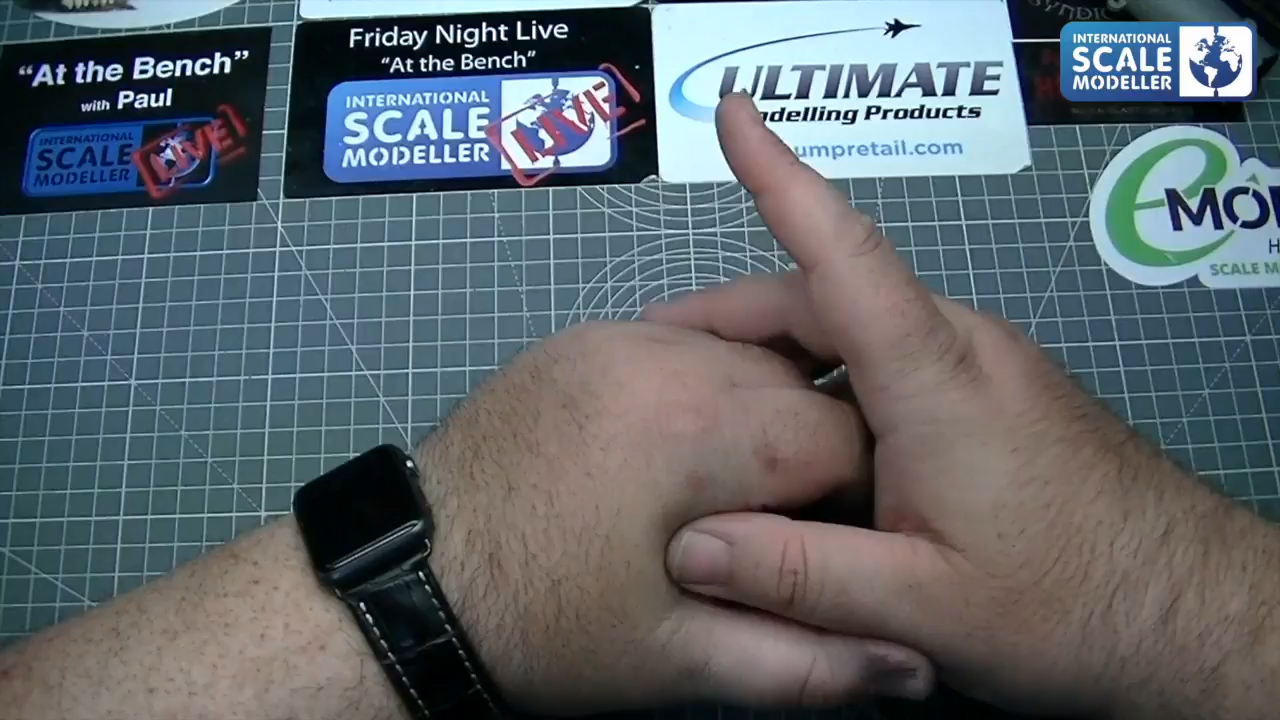 "At the Bench"
with Paul
INTERNATIONAL
SCALE
MODELLER
LIVE!
Friday Night Live
"At the Bench"
INTERNATIONAL
SCALE
MODELLER
LIVE!
ULTIMATE
delling Products
umpretail.com
INTERNATIONAL
SCALE
MODELLER
e
MO
H
SCALE M